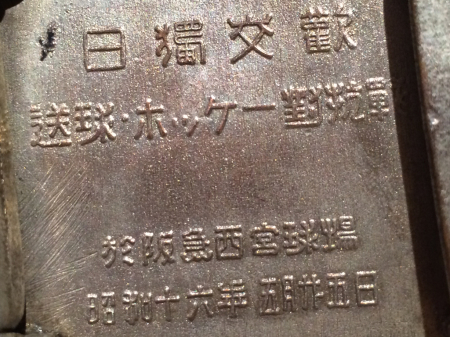 日獨交歡
送球・ホッケー對抗戰
於阪急西宮球場
昭和十六年 五月廿五日